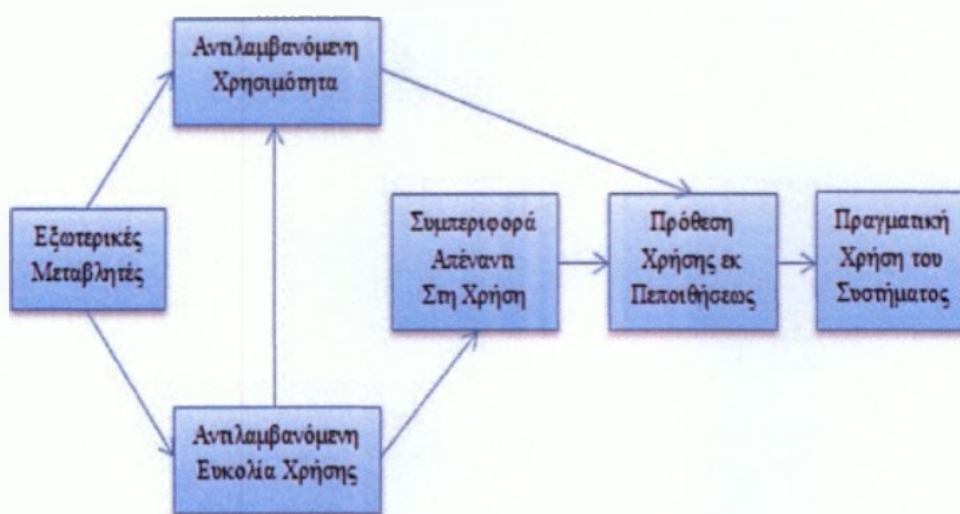 Αντιλαμβανόμενη
Χρησιμότητα
Εξωτερικές
Μεταβλητές
Συμπεριφορά
Απέναντι
Στη Χρήση
Πρόθεση
Χρήσης εκ
Πεποιθήσεως
Πραγματική
Χρήση του
Συστήματος
Αντιλαμβανόμενη
Ευκολία Χρήσης